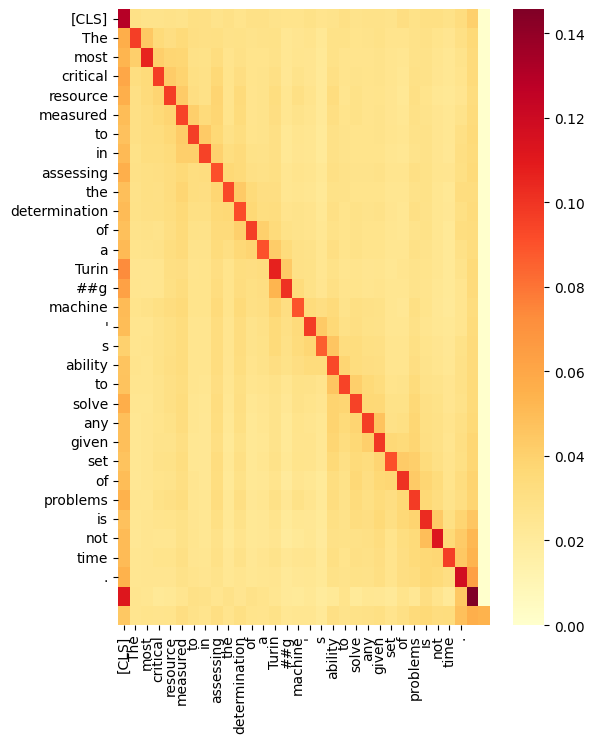 [CLS]
The
most
critical
resource
measured
to
in
assessing
the
determination
of
a
Turin
##g
machine
'
s
ability
to
solve
any
given
set
of
problems
is
not
time
.
[CLS]
The
most
critical
resource
measured
to
in
assessing
the
determination
of
a
Turin
##g
machine
'
s
ability
to
solve
any
given
set
of
problems
is
not
time
.
0.14
0.12
0.10
0.08
0.06
0.04
0.02
0.00